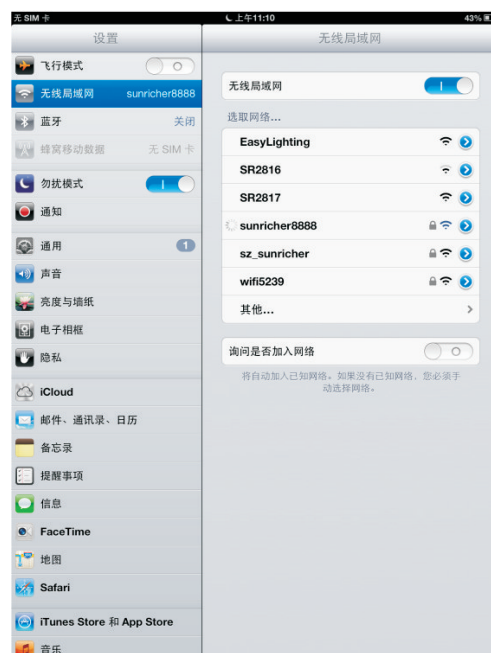 无 SIM 卡
上午11:10
43%
设置
无线局域网
飞行模式
无线局域网 sunricher8888
蓝牙 关闭
蜂窝移动数据 无 SIM 卡
勿扰模式
通知
通用 1
声音
亮度与墙纸
电子相框
隐私
iCloud
邮件、通讯录、日历
备忘录
提醒事项
信息
FaceTime
地图
Safari
iTunes Store 和 App Store
音乐
无线局域网
选取网络...
EasyLighting
SR2816
SR2817
sunricher8888
sz_sunricher
wifi5239
其他...
询问是否加入网络
将自动加入已知网络。如果没有已知网络，您必须手
动选择网络。